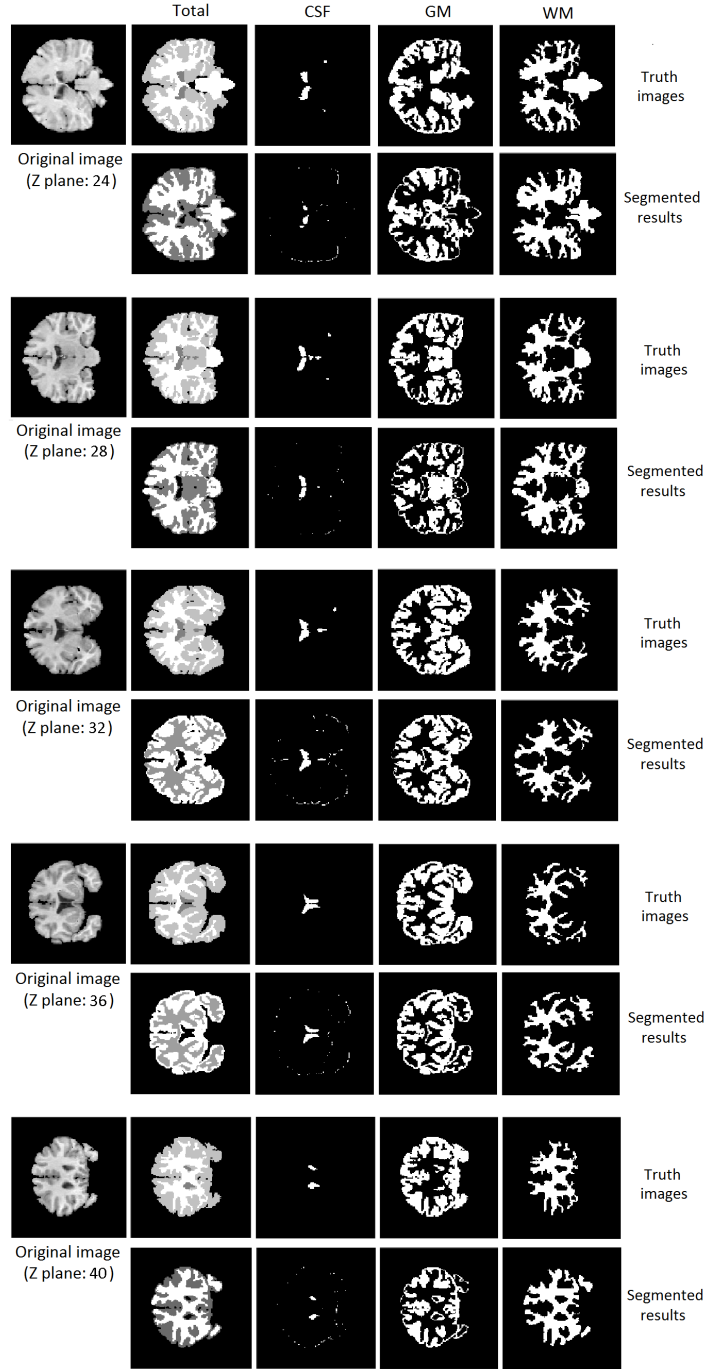 Total CSF GM WM
Truth
images
Original image
(Z plane: 24)
Segmented
results
Truth
images
Original image
(Z plane: 28)
Segmented
results
Truth
images
Original image
(Z plane: 32)
Segmented
results
Truth
images
Original image
(Z plane: 36)
Segmented
results
Truth
images
Original image
(Z plane: 40)
Segmented
results